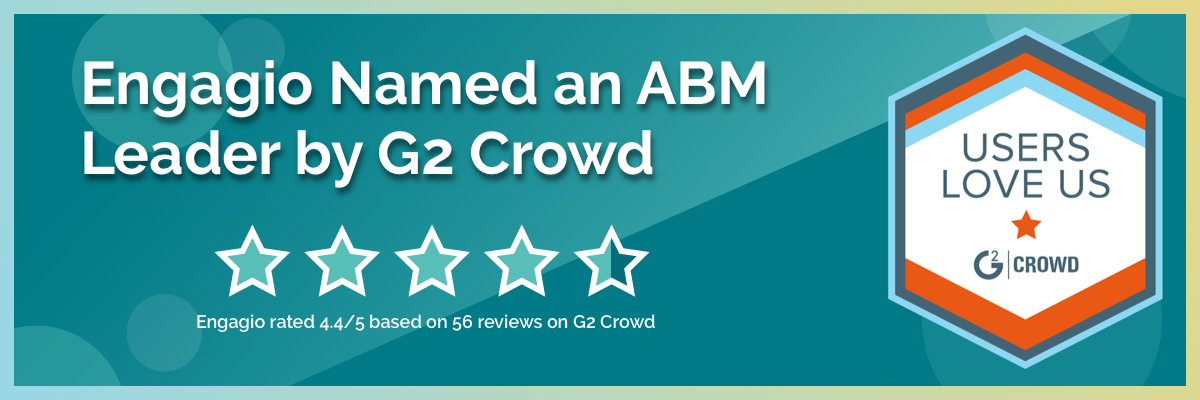 Engagio Named an ABM
Leader by G2 Crowd
Engagio rated 4.4/5 based on 56 reviews on G2 Crowd
USERS
LOVE US
G2 CROWD